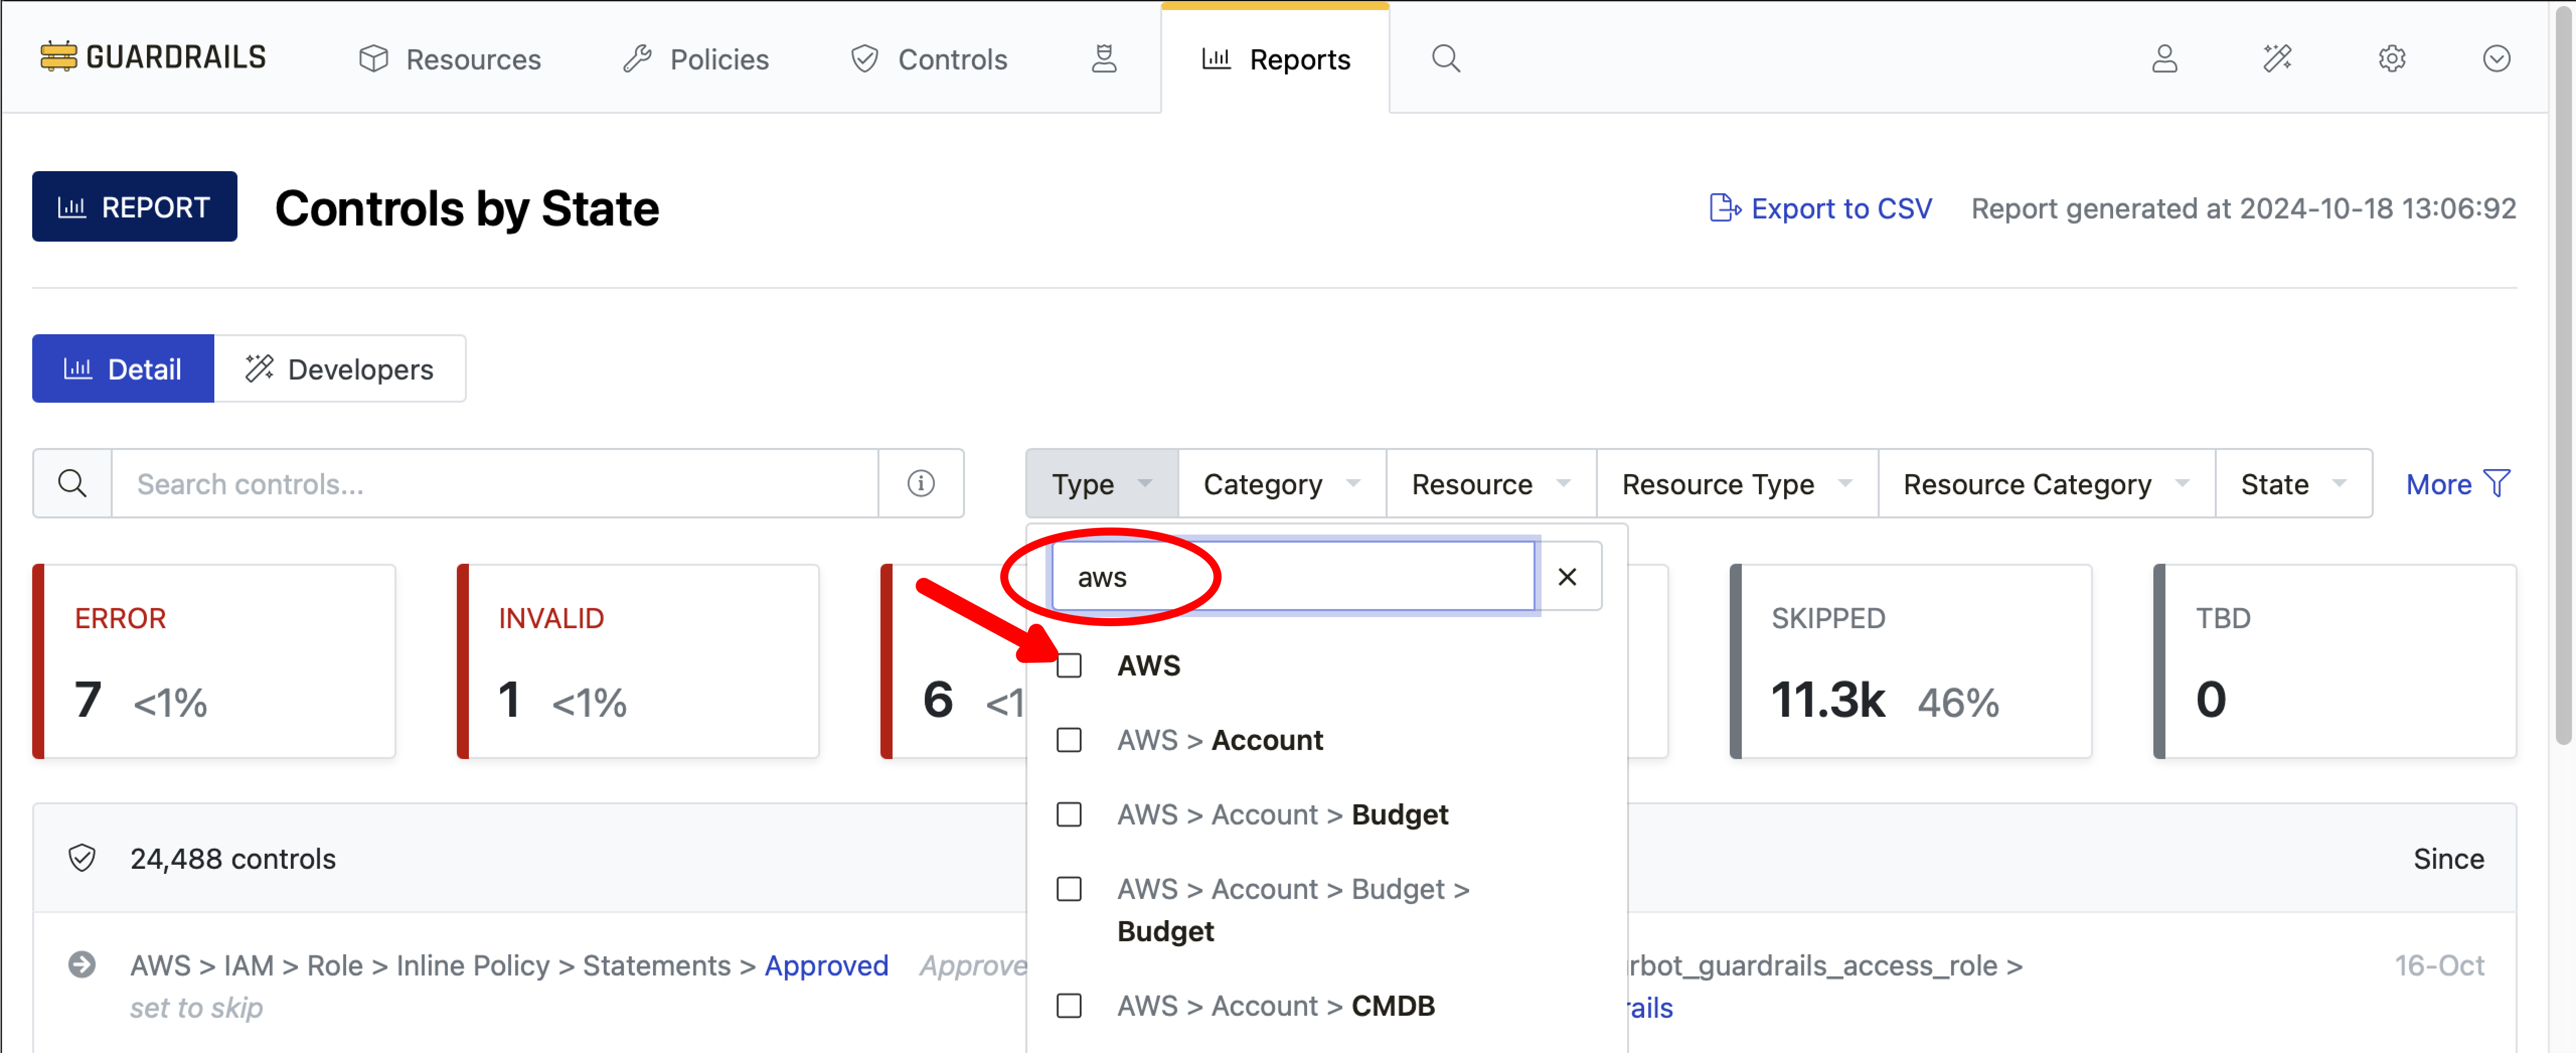 GUARDRAILS Resources Policies Controls Reports
REPORT Controls by State Export to CSV Report generated at 2024-10-18 13:06:92
Detail Developers
Search controls... Type Category Resource Resource Type Resource Category State More
aws
ERROR INVALID SKIPPED TBD
7 <1% 1 <1% 6 <1 11.3k 46% 0
AWS
AWS > Account
AWS > Account > Budget
AWS > Account > Budget >
Budget
AWS > Account > CMDB
24,488 controls Since
AWS > IAM > Role > Inline Policy > Statements > Approved Approve rbot_guardrails_access_role > 16-Oct
set to skip rails